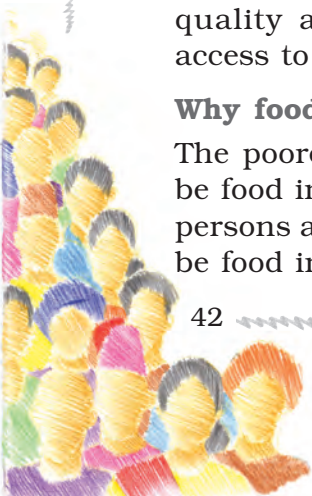 quality a
access to
Why food
The poore
be food in
persons a
be food in
42